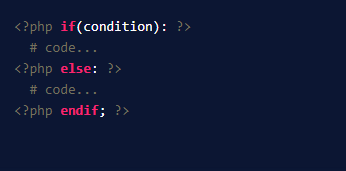 <?php if(condition): ?>
# code...
<?php else: ?>
# code...
<?php endif; ?>